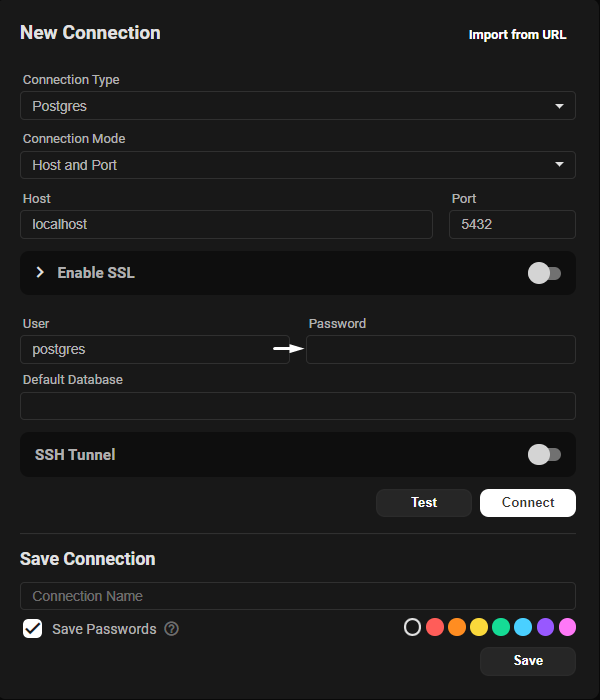 New Connection
Import from URL
Connection Type
Postgres
Connection Mode
Host and Port
Host
Port
localhost
5432
Enable SSL
User
Password
postgres
Default Database
SSH Tunnel
Test
Connect
Save Connection
Connection Name
Save Passwords ?
Save